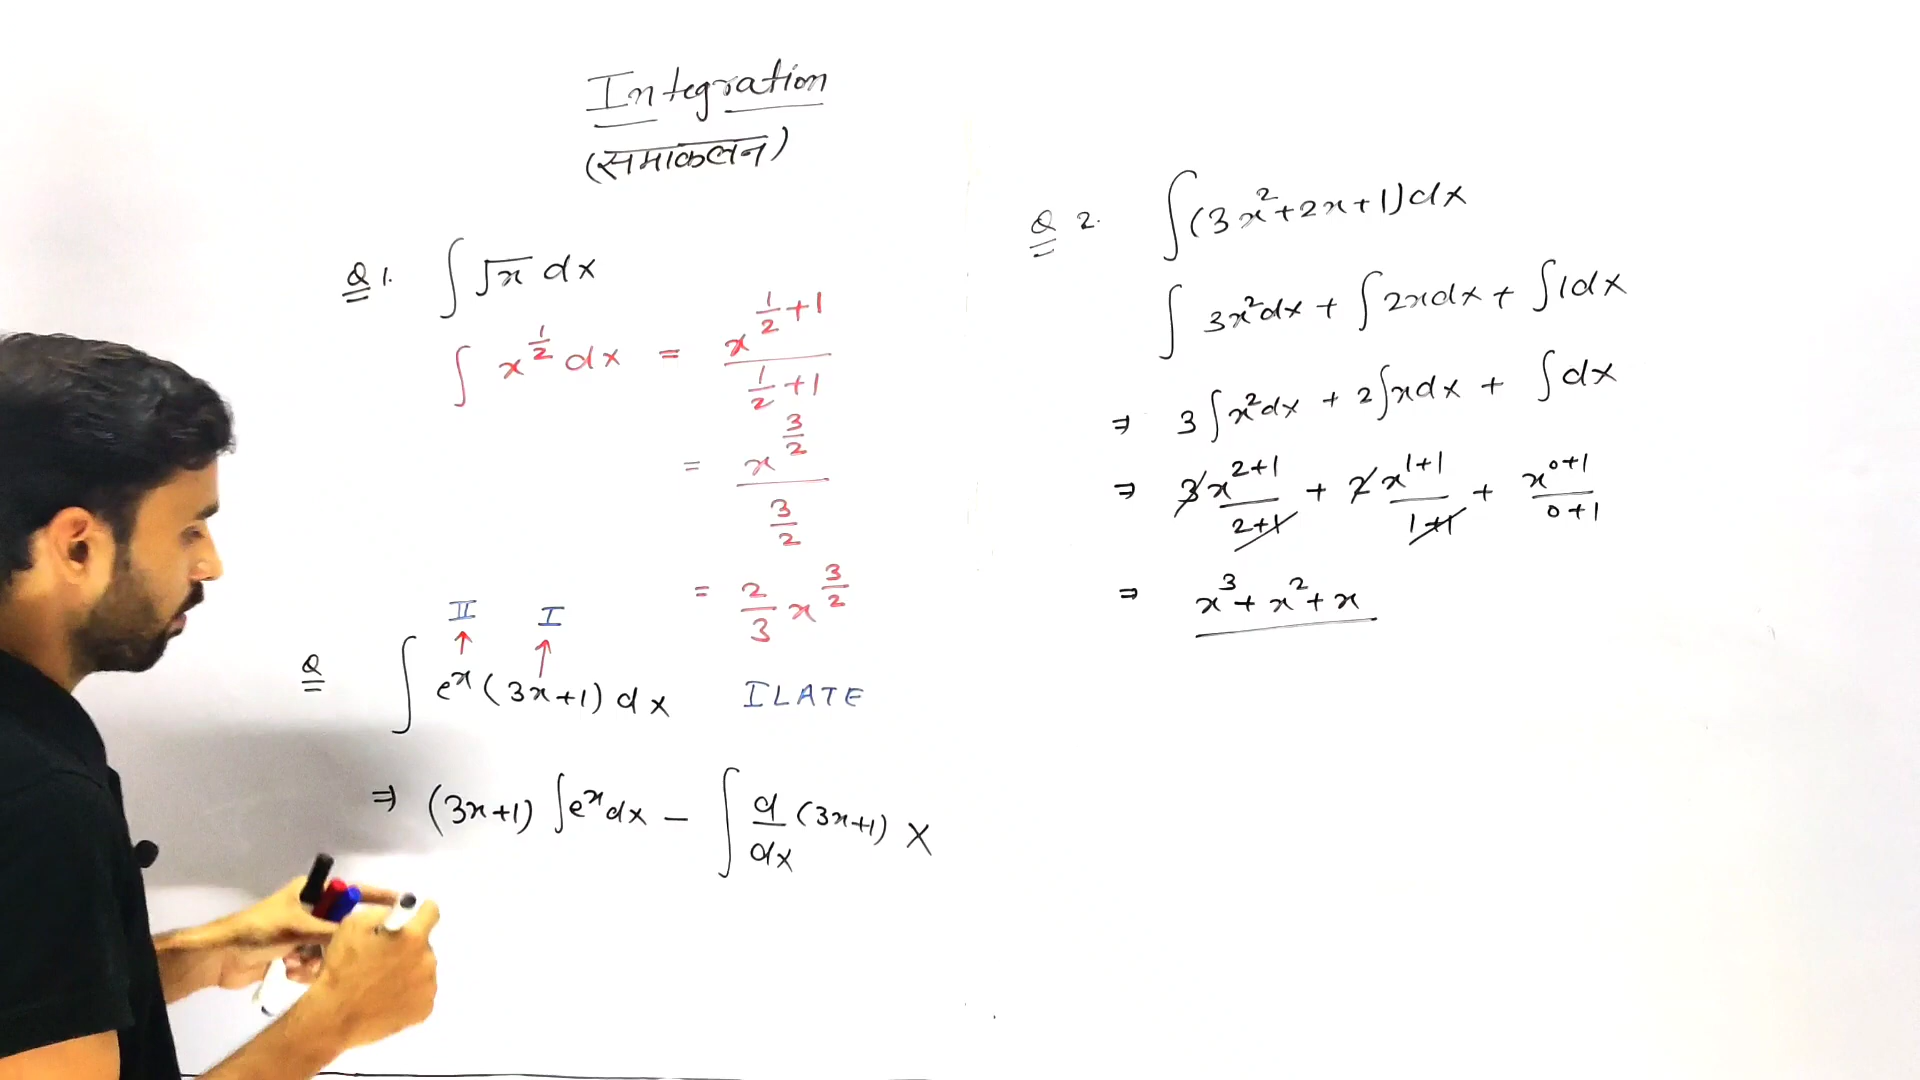 Integration
(समाकलन)
Q 1. ∫ √x dx
∫ x^{1/2} dx = x^{1/2+1} / (1/2+1)
= x^{3/2} / (3/2)
= 2/3 x^{3/2}
II I
Q ∫ e^x (3x+1) dx ILATE
⇒ (3x+1) ∫e^x dx − ∫ d/dx (3x+1) ×
Q 2. ∫(3x²+2x+1)dx
∫ 3x²dx + ∫2xdx + ∫1dx
⇒ 3∫x²dx + 2∫xdx + ∫dx
⇒ 3x^{2+1}/(2+1) + 2x^{1+1}/(1+1) + x^{0+1}/(0+1)
⇒ x³+x²+x